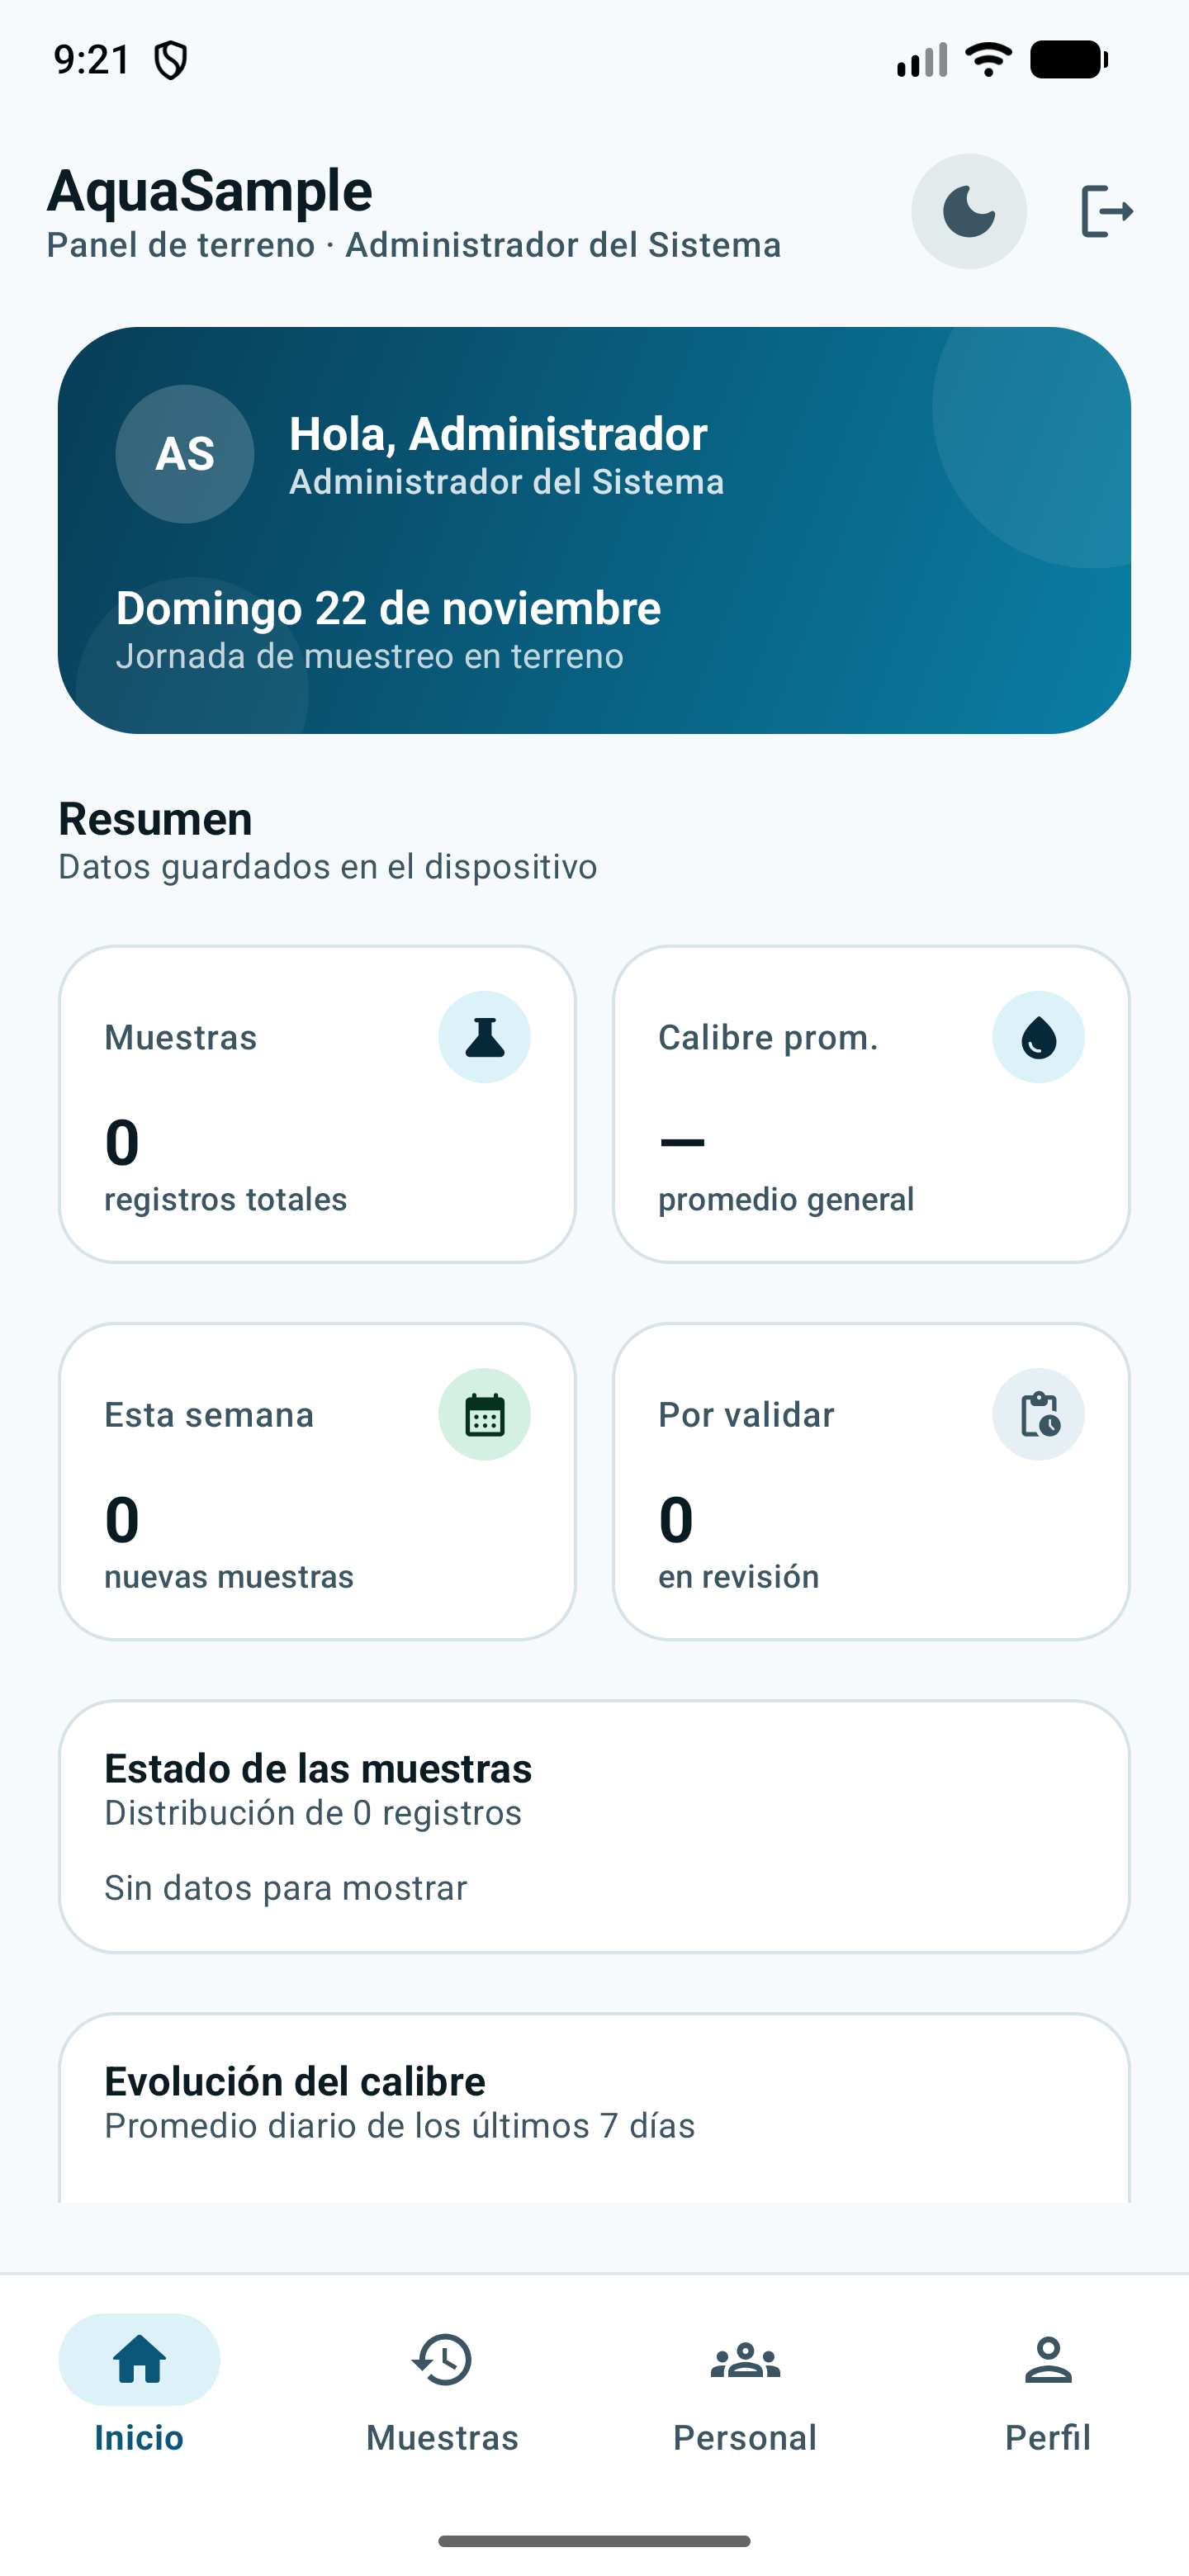 9:21
AquaSample
Panel de terreno · Administrador del Sistema
AS
Hola, Administrador
Administrador del Sistema
Domingo 22 de noviembre
Jornada de muestreo en terreno
Resumen
Datos guardados en el dispositivo
Muestras
0
registros totales
Calibre prom.
—
promedio general
Esta semana
0
nuevas muestras
Por validar
0
en revisión
Estado de las muestras
Distribución de 0 registros
Sin datos para mostrar
Evolución del calibre
Promedio diario de los últimos 7 días
Inicio
Muestras
Personal
Perfil